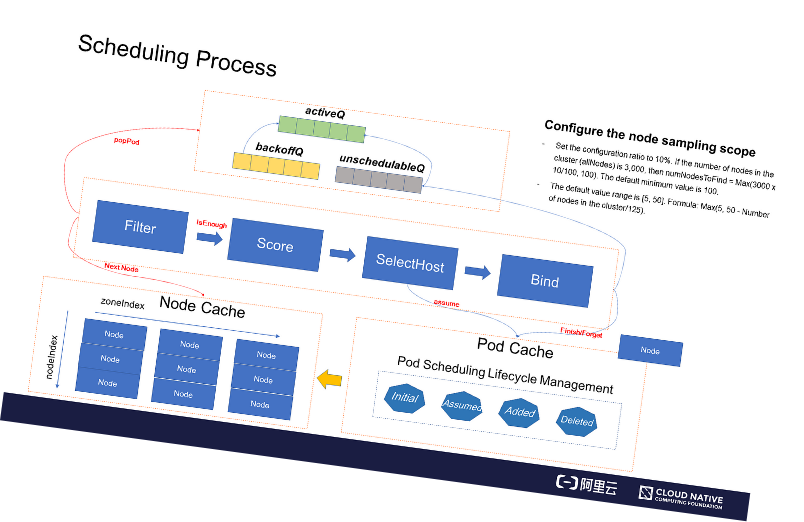 Scheduling Process
activeQ
backoffQ
unschedulableQ
popPod
Configure the node sampling scope
- Set the configuration ratio to 10%. If the number of nodes in the
cluster (allNodes) is 3,000, then numNodesToFind = Max(3000 x
10/100, 100). The default minimum value is 100.
- The default value range is [5, 50]. Formula: Max(5, 50 - Number
of nodes in the cluster/125).
Filter
isEnough
Score
SelectHost
Bind
Next Node
assume
Finish/Forget
Node
zoneIndex
Node Cache
nodeIndex
Node
Node
Node
Node
Node
Node
Node
Node
Node
Pod Cache
Pod Scheduling Lifecycle Management
Initial
Assumed
Added
Deleted
阿里云
CLOUD NATIVE
COMPUTING FOUNDATION